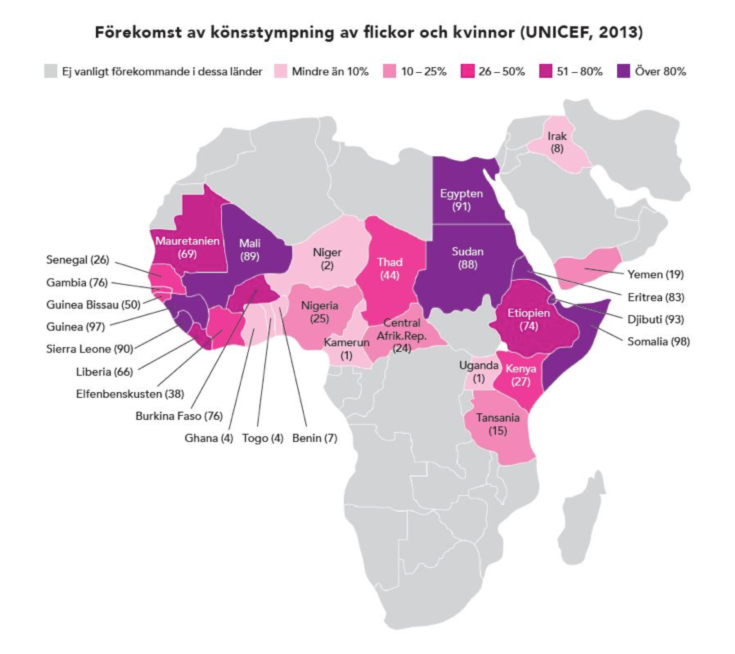 Förekomst av könsstympning av flickor och kvinnor (UNICEF, 2013)
Ej vanligt förekommande i dessa länder
Mindre än 10%
10 – 25%
26 – 50%
51 – 80%
Över 80%
Irak
(8)
Egypten
(91)
Mauretanien
(69)
Mali
(89)
Niger
(2)
Thad
(44)
Sudan
(88)
Senegal (26)
Gambia (76)
Guinea Bissau (50)
Guinea (97)
Sierra Leone (90)
Liberia (66)
Elfenbenskusten (38)
Burkina Faso (76)
Ghana (4)
Togo (4)
Benin (7)
Nigeria
(25)
Kamerun
(1)
Central
Afrik.Rep.
(24)
Yemen (19)
Eritrea (83)
Djibuti (93)
Somalia (98)
Etiopien
(74)
Uganda
(1)
Kenya
(27)
Tansania
(15)